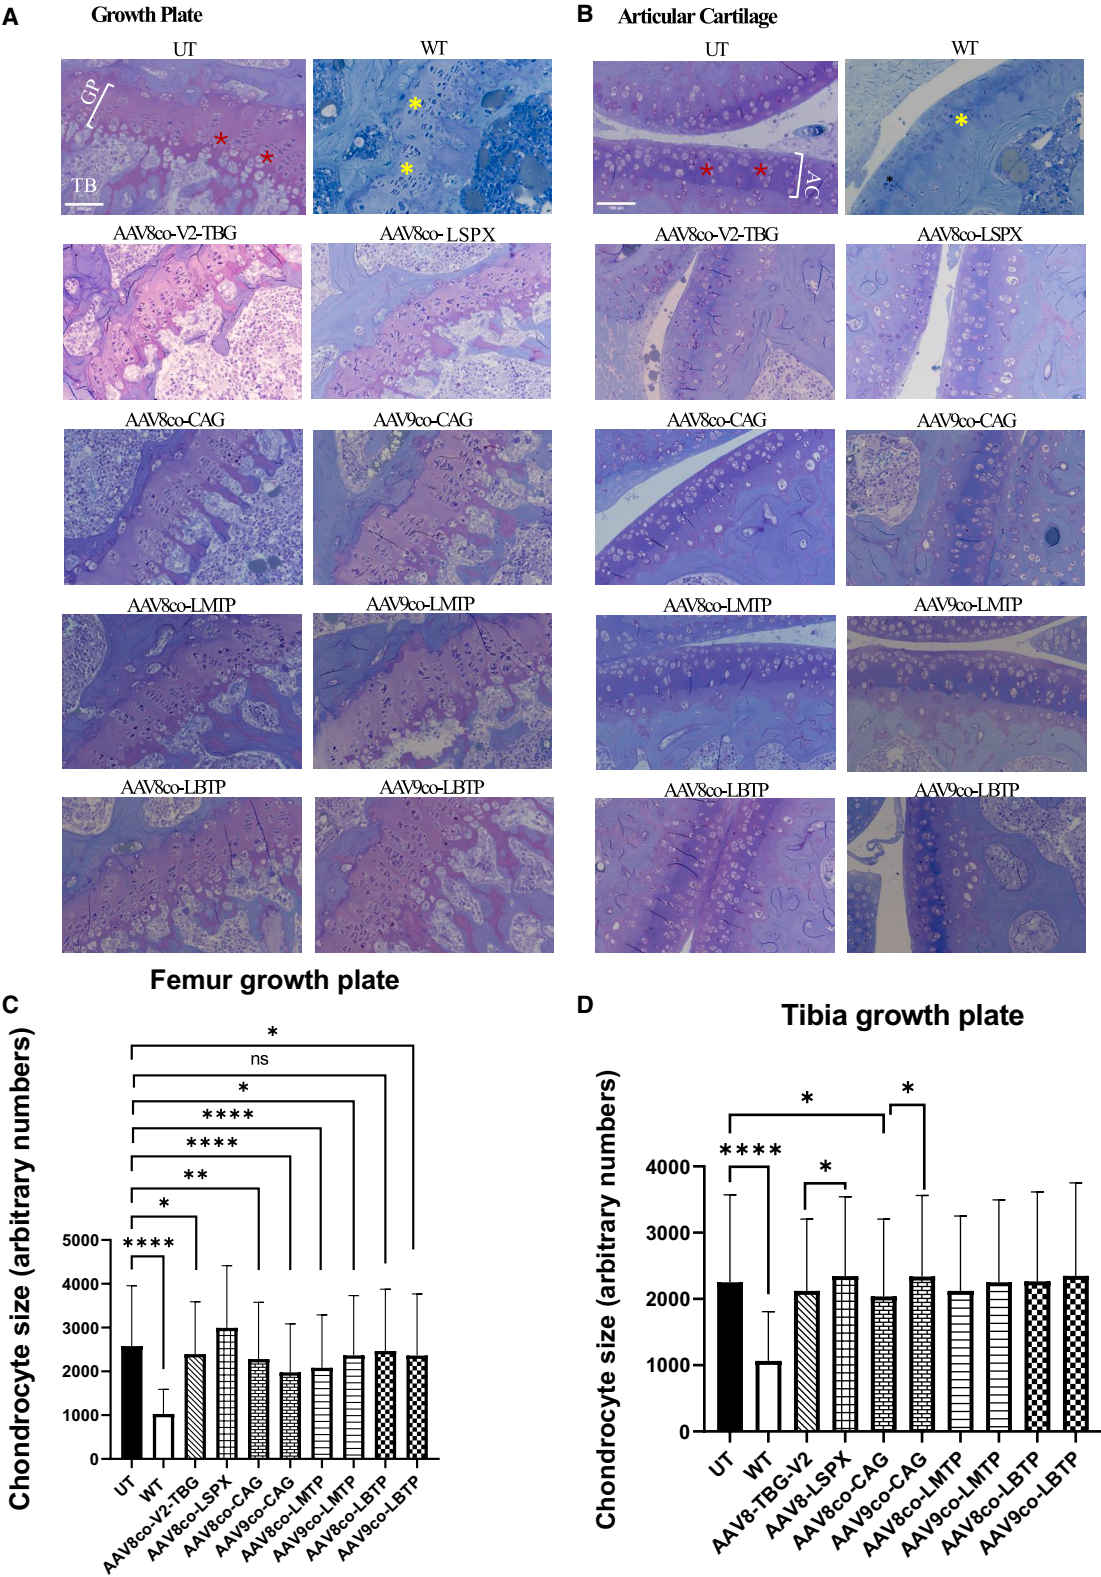 A Growth Plate
UT WT
GP
TB
AAV8co-V2-TBG AAV8co-LSPX
AAV8co-CAG AAV9co-CAG
AAV8co-LMTP AAV9co-LMTP
AAV8co-LBTP AAV9co-LBTP
B Articular Cartilage
UT WT
AC
AAV8co-V2-TBG AAV8co-LSPX
AAV8co-CAG AAV9co-CAG
AAV8co-LMTP AAV9co-LMTP
AAV8co-LBTP AAV9co-LBTP
Femur growth plate
C
Chondrocyte size (arbitrary numbers)
*
ns
*
****
****
**
*
****
5000
4000
3000
2000
1000
0
UT
WT
AAV8co-V2-TBG
AAV8co-LSPX
AAV8co-CAG
AAV9co-CAG
AAV8co-LMTP
AAV9co-LMTP
AAV8co-LBTP
AAV9co-LBTP
D
Tibia growth plate
Chondrocyte size (arbitrary numbers)
*
*
****
*
4000
3000
2000
1000
0
UT
WT
AAV8-TBG-V2
AAV8-LSPX
AAV8co-CAG
AAV9co-CAG
AAV8co-LMTP
AAV9co-LMTP
AAV8co-LBTP
AAV9co-LBTP